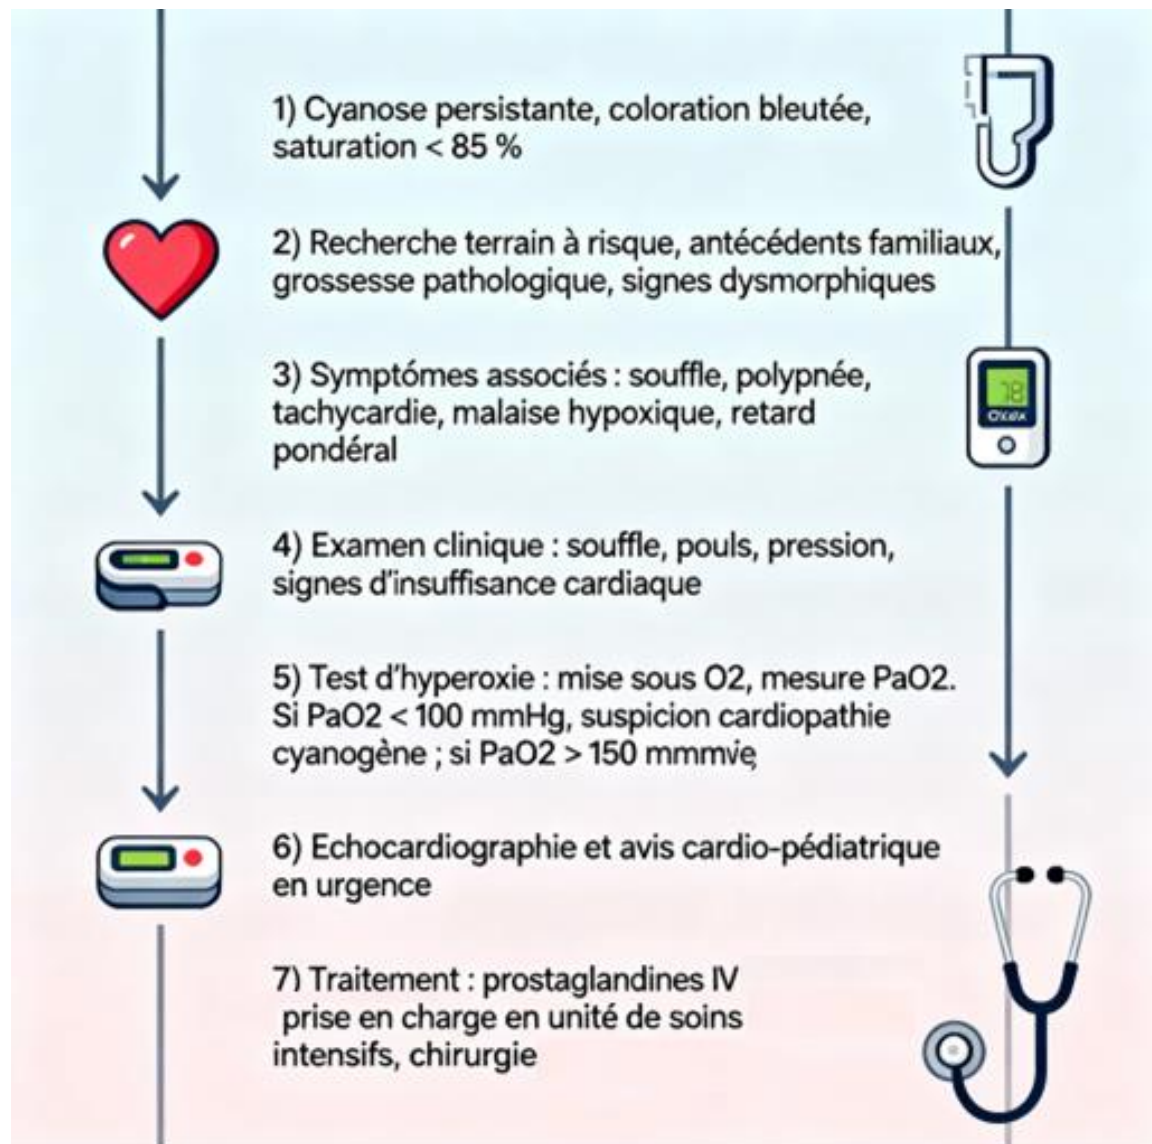 1) Cyanose persistante, coloration bleutée,
saturation < 85 %
2) Recherche terrain à risque, antécédents familiaux,
grossesse pathologique, signes dysmorphiques
3) Symptómes associés : souffle, polypnée,
tachycardie, malaise hypoxique, retard
pondéral
78
4) Examen clinique : souffle, pouls, pression,
signes d'insuffisance cardiaque
5) Test d'hyperoxie : mise sous O2, mesure PaO2.
Si PaO2 < 100 mmHg, suspicion cardiopathie
cyanogène ; si PaO2 > 150
6) Echocardiographie et avis cardio-pédiatrique
en urgence
7) Traitement : prostaglandines IV
prise en charge en unité de soins
intensifs, chirurgie